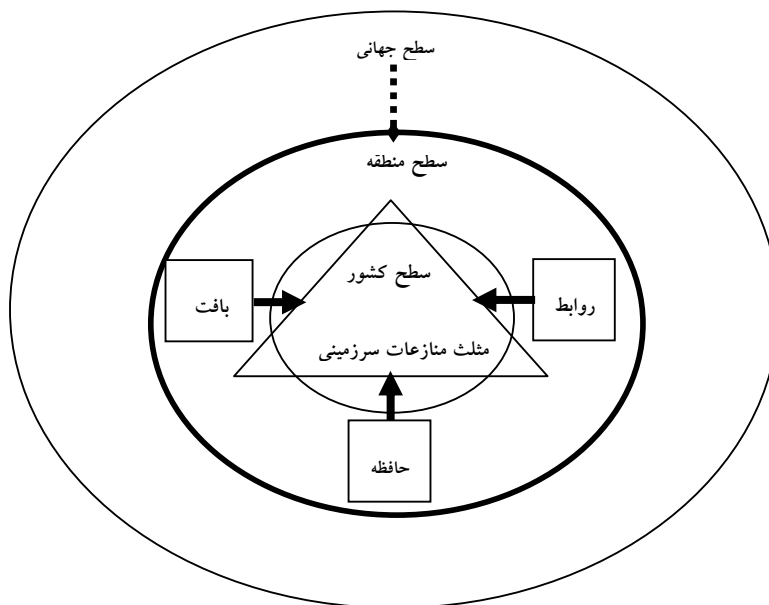 سطح جهانی
سطح منطقه
سطح کشور
روابط
بافت
مثلث منازعات سرزمینی
حافظه